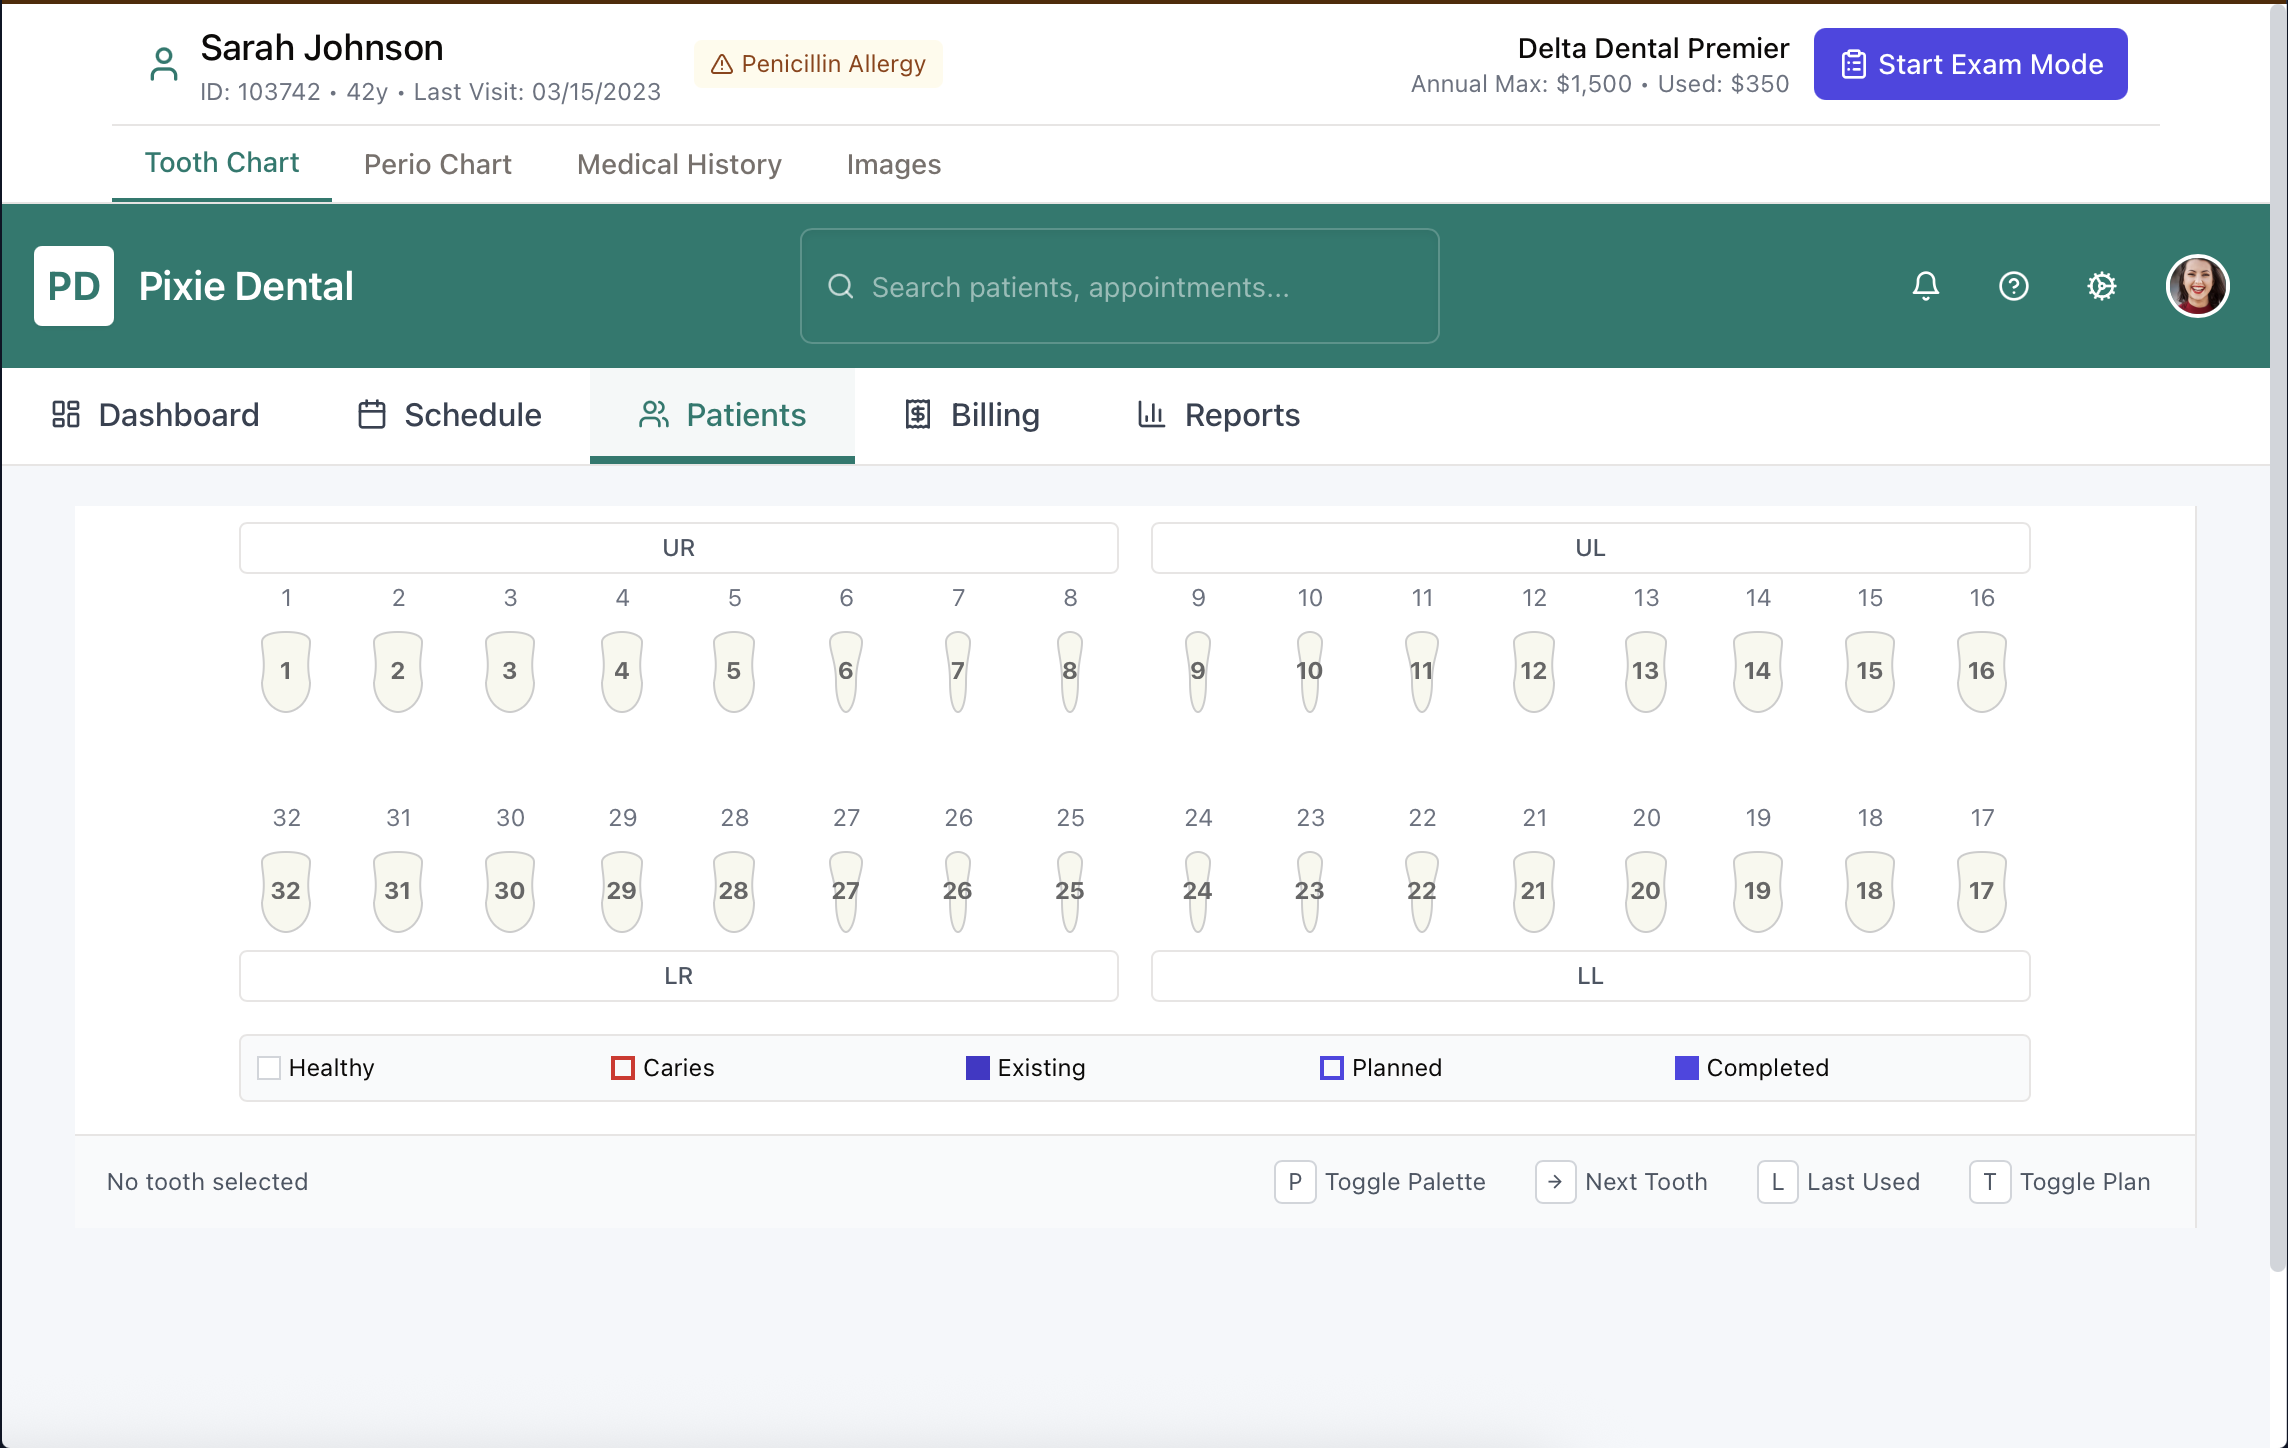 Sarah Johnson
ID: 103742 • 42y • Last Visit: 03/15/2023
Penicillin Allergy
Delta Dental Premier
Annual Max: $1,500 • Used: $350
Start Exam Mode
Tooth Chart Perio Chart Medical History Images
PD Pixie Dental
Search patients, appointments...
Dashboard Schedule Patients Billing Reports
UR UL
1 2 3 4 5 6 7 8 9 10 11 12 13 14 15 16
1 2 3 4 5 6 7 8 9 10 11 12 13 14 15 16
32 31 30 29 28 27 26 25 24 23 22 21 20 19 18 17
32 31 30 29 28 27 26 25 24 23 22 21 20 19 18 17
LR LL
Healthy Caries Existing Planned Completed
No tooth selected
P Toggle Palette → Next Tooth L Last Used T Toggle Plan